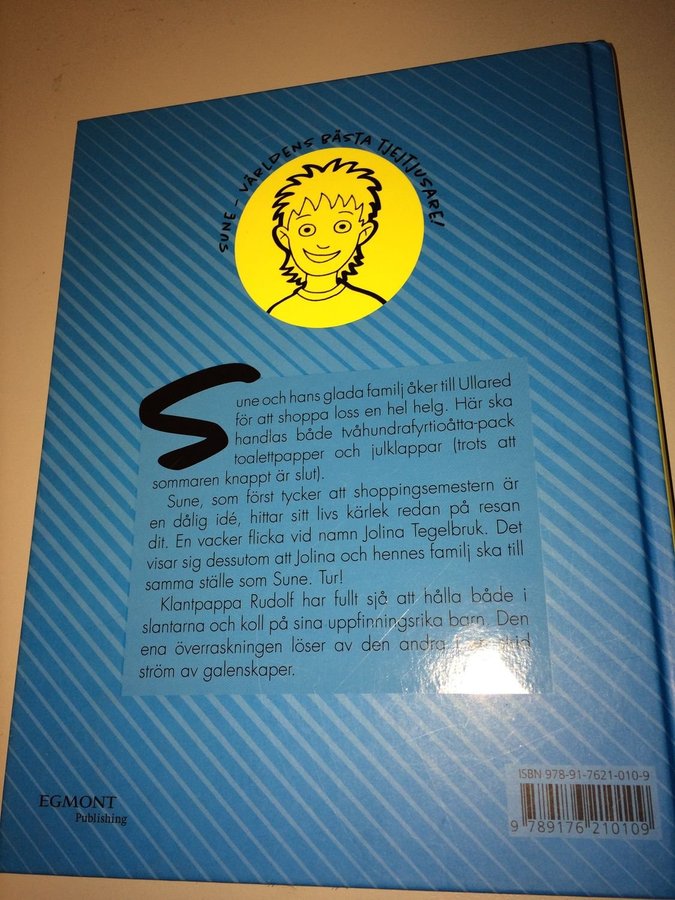 SUNE – VÄRLDENS BÄSTA TJEJTJUSARE!
Sune och hans glada familj åker till Ullared
för att shoppa loss en hel helg. Här ska
handlas både tvåhundrafyrtioåtta-pack
toalettpapper och julklappar (trots att
sommaren knappt är slut).
Sune, som först tycker att shoppingsemestern är
en dålig idé, hittar sitt livs kärlek redan på resan
dit. En vacker flicka vid namn Jolina Tegelbruk. Det
visar sig dessutom att Jolina och hennes familj ska till
samma ställe som Sune. Tur!
Klantpappa Rudolf har fullt sjå att hålla både i
slantarna och koll på sina uppfinningsrika barn. Den
ena överraskningen löser av den andra i
ström av galenskaper.
ISBN 978-91-7621-010-9
9 789176 210109
EGMONT
Publishing